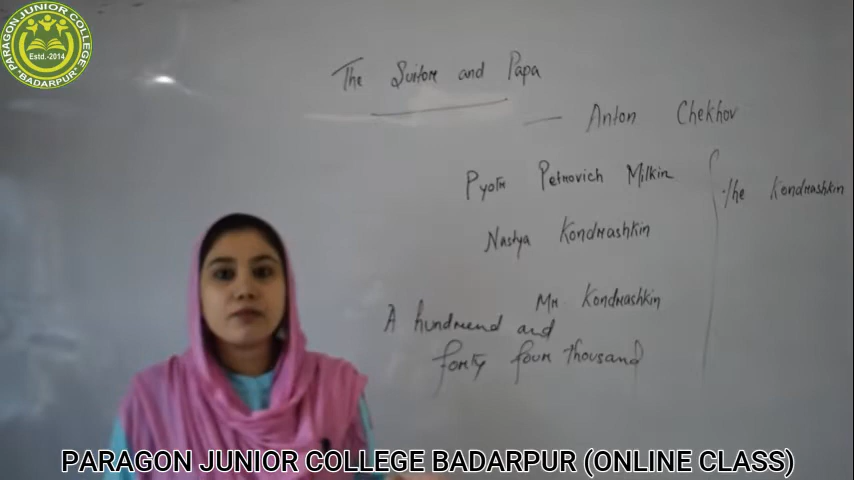 PARAGON JUNIOR COLLEGE
Estd.-2014
*BADARPUR*
The Suitor and Papa
— Anton Chekhov
Pyotr Petrovich Milkin
The Kondrashkin
Nastya Kondrashkin
Mr. Kondrashkin
A hundreend and
forty four thousand
PARAGON JUNIOR COLLEGE BADARPUR (ONLINE CLASS)